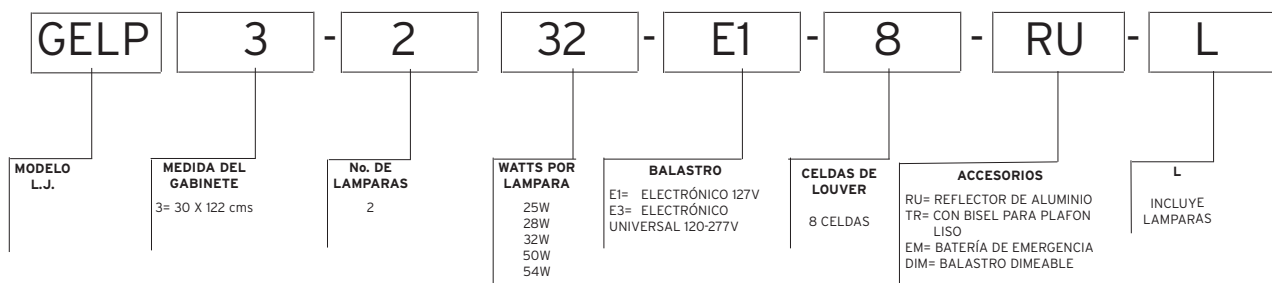 GELP 3 - 2 32 - E1 - 8 - RU - L
MODELO
L.J.
MEDIDA DEL
GABINETE
3= 30 X 122 cms
No. DE
LAMPARAS
2
WATTS POR
LAMPARA
25W
28W
32W
50W
54W
BALASTRO
E1= ELECTRÓNICO 127V
E3= ELECTRÓNICO
UNIVERSAL 120-277V
CELDAS DE
LOUVER
8 CELDAS
ACCESORIOS
RU= REFLECTOR DE ALUMINIO
TR= CON BISEL PARA PLAFON
LISO
EM= BATERÍA DE EMERGENCIA
DIM= BALASTRO DIMEABLE
L
INCLUYE
LAMPARAS